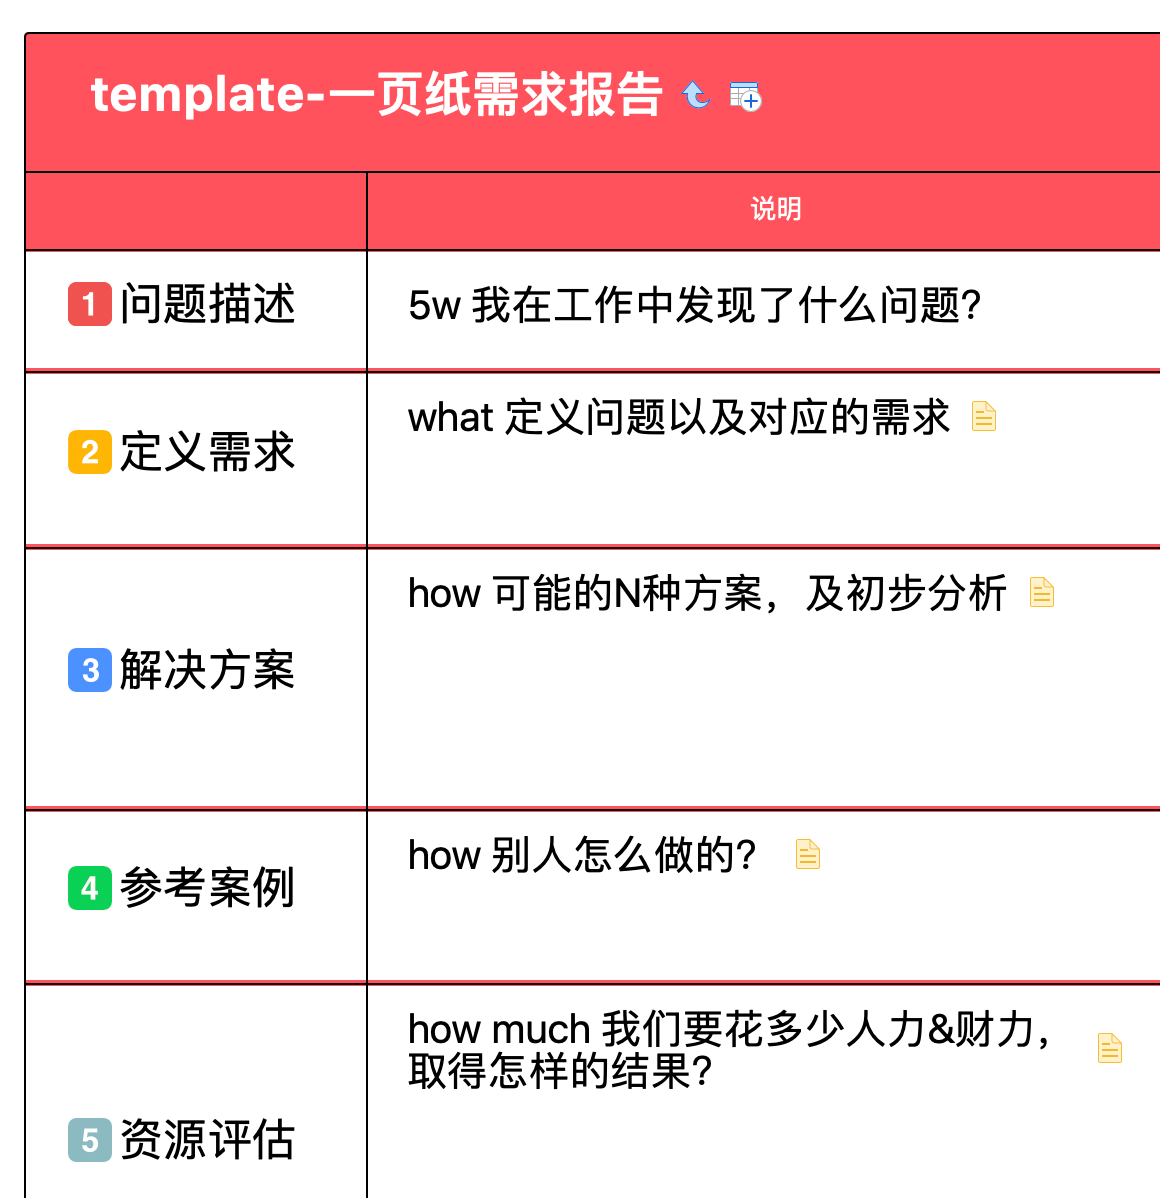 template-一页纸需求报告
说明
1 问题描述
5w 我在工作中发现了什么问题?
2 定义需求
what 定义问题以及对应的需求
3 解决方案
how 可能的N种方案，及初步分析
4 参考案例
how 别人怎么做的?
5 资源评估
how much 我们要花多少人力&财力，
取得怎样的结果?